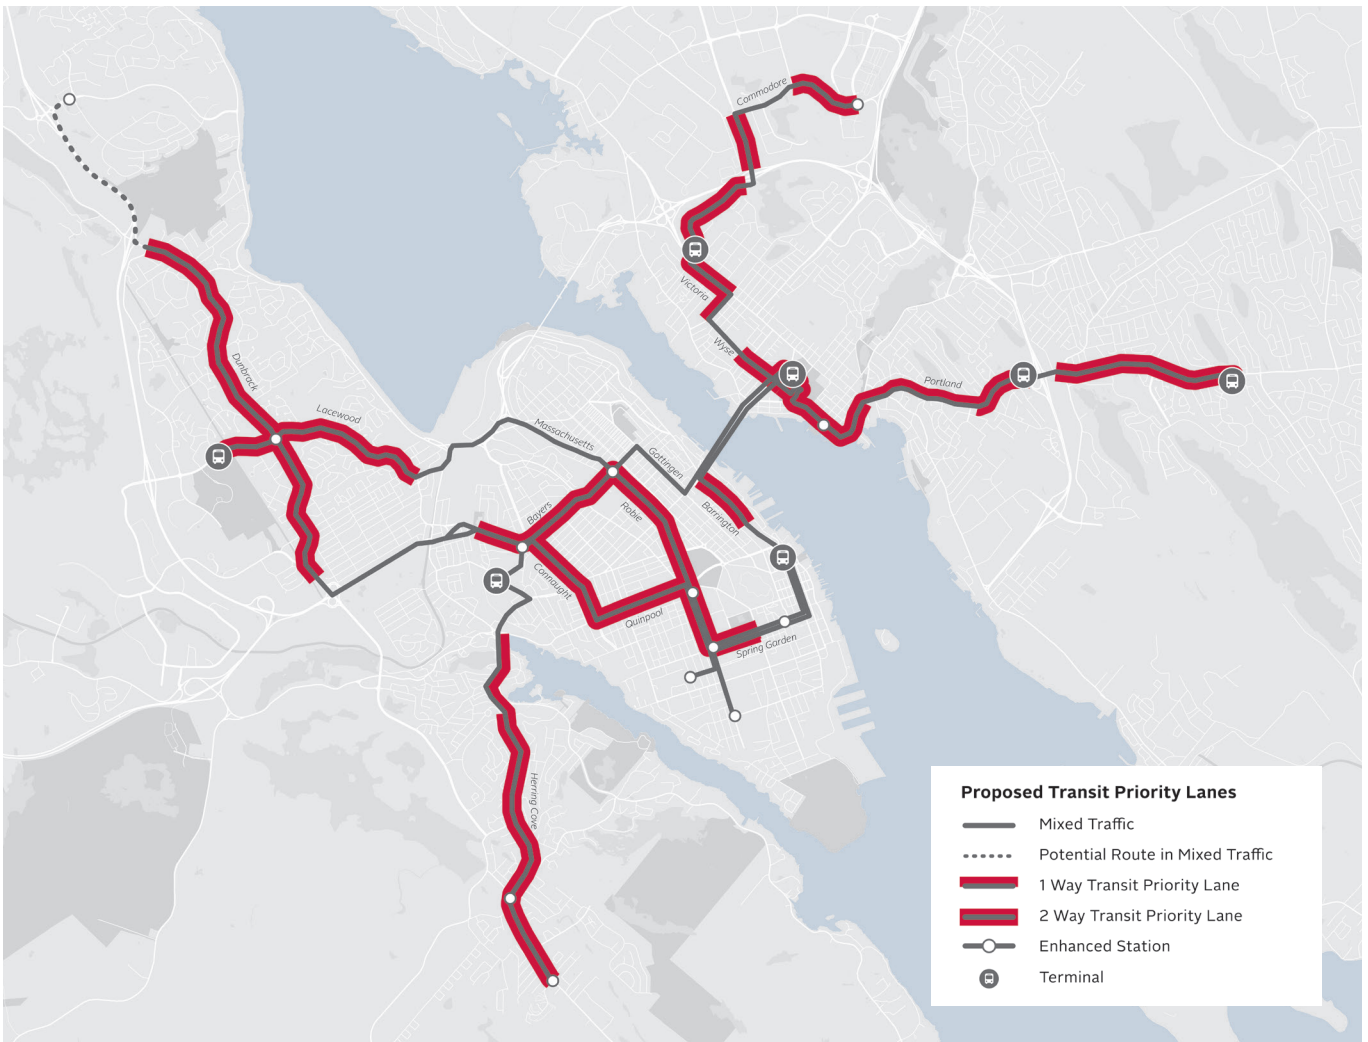 Commodore
Victoria
Wyse
Portland
Dunbrack
Lacewood
Massachusetts
Gottingen
Barrington
Bayers
Robie
Connaught
Quinpool
Spring Garden
Herring Cove
Proposed Transit Priority Lanes
Mixed Traffic
Potential Route in Mixed Traffic
1 Way Transit Priority Lane
2 Way Transit Priority Lane
Enhanced Station
Terminal